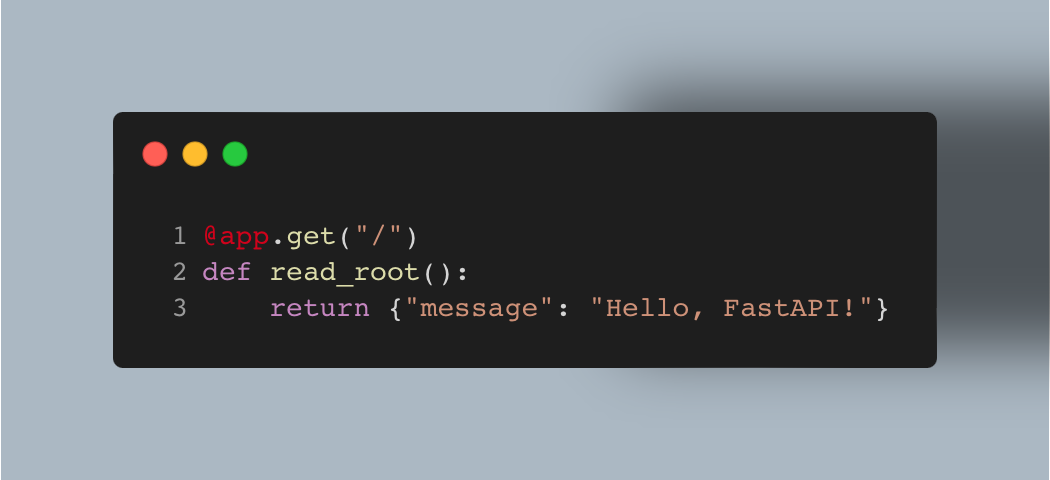 1 @app.get("/")
2 def read_root():
3     return {"message": "Hello, FastAPI!"}